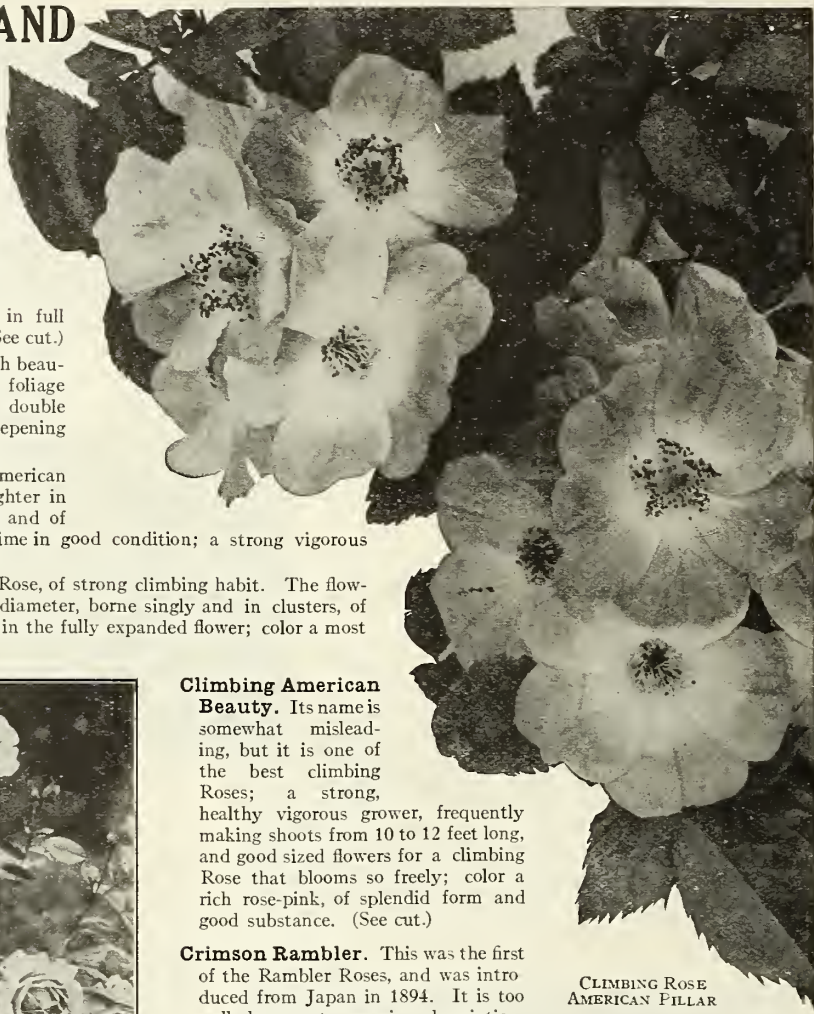 AND
in full
See cut.)
beau-
foliage
double
epening
merican
ghter in
and of
ime in good condition; a strong vigorous
Rose, of strong climbing habit. The flow-
diameter, borne singly and in clusters, of
in the fully expanded flower; color a most
Climbing American
Beauty. Its name is
somewhat mislead-
ing, but it is one of
the best climbing
Roses; a strong,
healthy vigorous grower, frequently
making shoots from 10 to 12 feet long,
and good sized flowers for a climbing
Rose that blooms so freely; color a
rich rose-pink, of splendid form and
good substance. (See cut.)
Crimson Rambler. This was the first
of the Rambler Roses, and was intro
duced from Japan in 1894. It is too
Climbing Rose
American Pillar